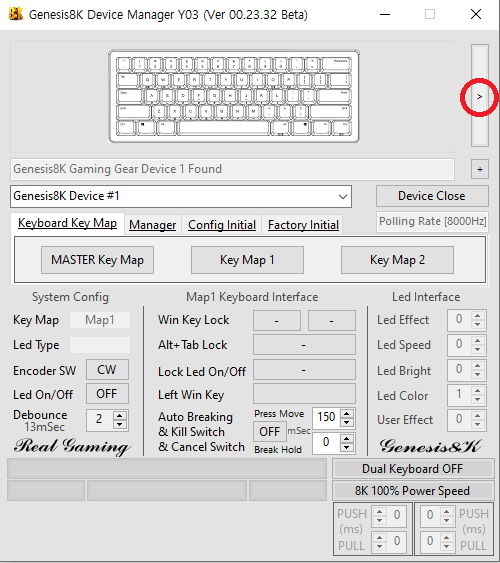 Genesis8K Device Manager Y03 (Ver 00.23.32 Beta)
>
Genesis8K Gaming Gear Device 1 Found
+
Genesis8K Device #1
Device Close
Keyboard Key Map Manager Config Initial Factory Initial
Polling Rate [8000Hz]
MASTER Key Map Key Map 1 Key Map 2
System Config Map1 Keyboard Interface Led Interface
Key Map Map1 Win Key Lock - - Led Effect 0
Led Type Alt+Tab Lock - Led Speed 0
Encoder SW CW Lock Led On/Off - Led Bright 0
Led On/Off OFF Left Win Key - Led Color 1
Debounce 2 Auto Breaking Press Move 150 User Effect 0
13mSec & Kill Switch OFF mSec
Real Gaming & Cancel Switch Break Hold 0 Genesis8K
Dual Keyboard OFF
8K 100% Power Speed
PUSH 0 0 PUSH
(ms) (ms)
PULL 0 0 PULL